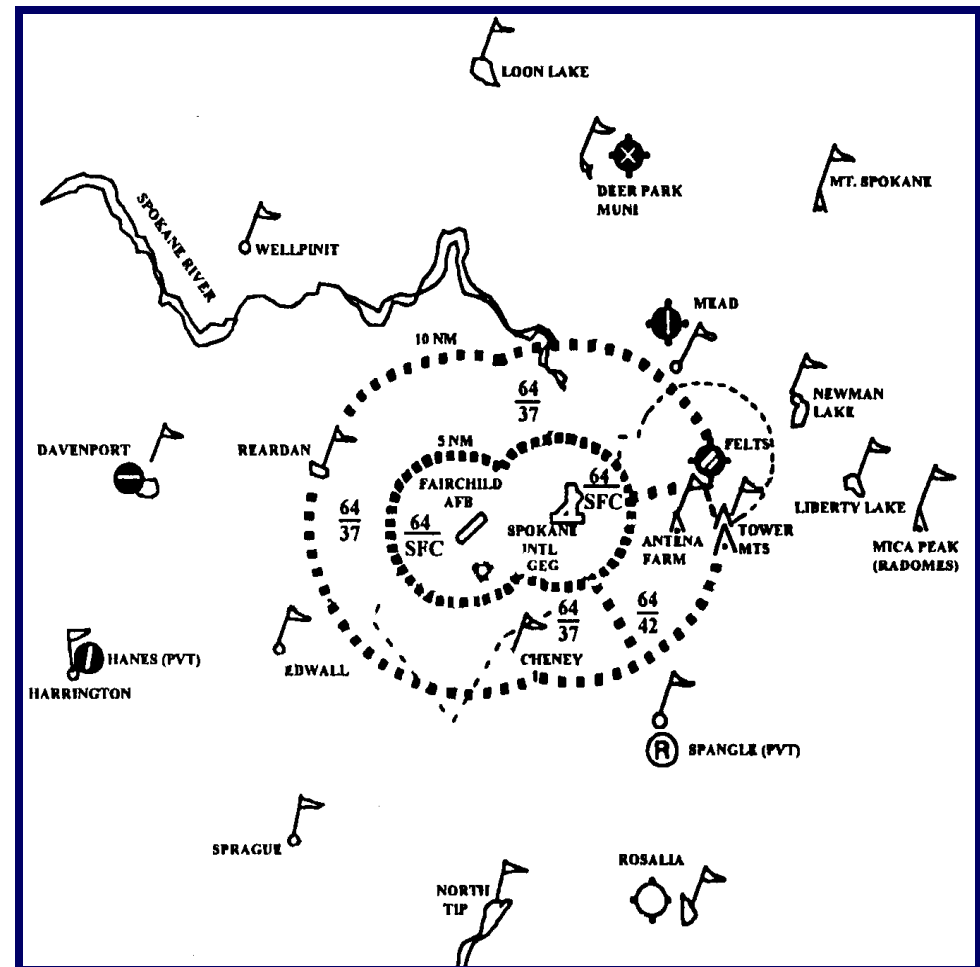 LOON LAKE
DEER PARK
MUNI
MT. SPOKANE
SPOKANE RIVER
WELLPINIT
MEAD
10 NM
64
37
NEWMAN
LAKE
DAVENPORT
REARDAN
5 NM
FELTS
FAIRCHILD
AFB
64
SFC
64
37
64
SFC
SPOKANE
INTL
GEG
ANTENA
FARM
TOWER
MTS
LIBERTY LAKE
MICA PEAK
(RADOMES)
64
37
64
42
CHENEY
EDWALL
HANES (PVT)
HARRINGTON
R
SPANGLE (PVT)
SPRAGUE
NORTH
TIP
ROSALIA